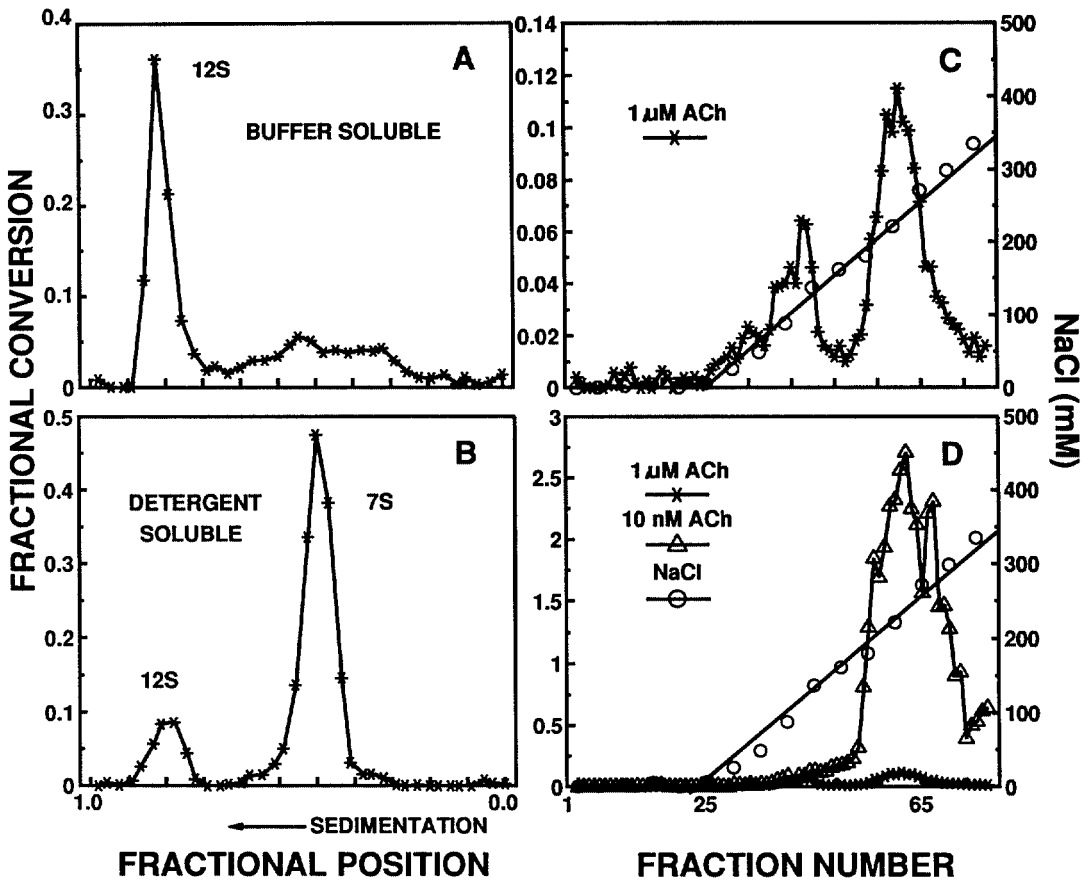 FRACTIONAL CONVERSION
0.4
0.3
0.2
0.1
0
A
12S
BUFFER SOLUBLE
0.14
0.12
0.1
0.08
0.06
0.04
0.02
0
C
1 µM ACh
500
400
300
200
100
0
0.5
0.4
0.3
0.2
0.1
0
B
DETERGENT
SOLUBLE
7S
12S
1.0
0.0
SEDIMENTATION
FRACTIONAL POSITION
3
2.5
2
1.5
1
0.5
0
D
1 µM ACh
10 nM ACh
NaCl
500
400
300
200
100
0
1
25
65
FRACTION NUMBER
NaCl (mM)